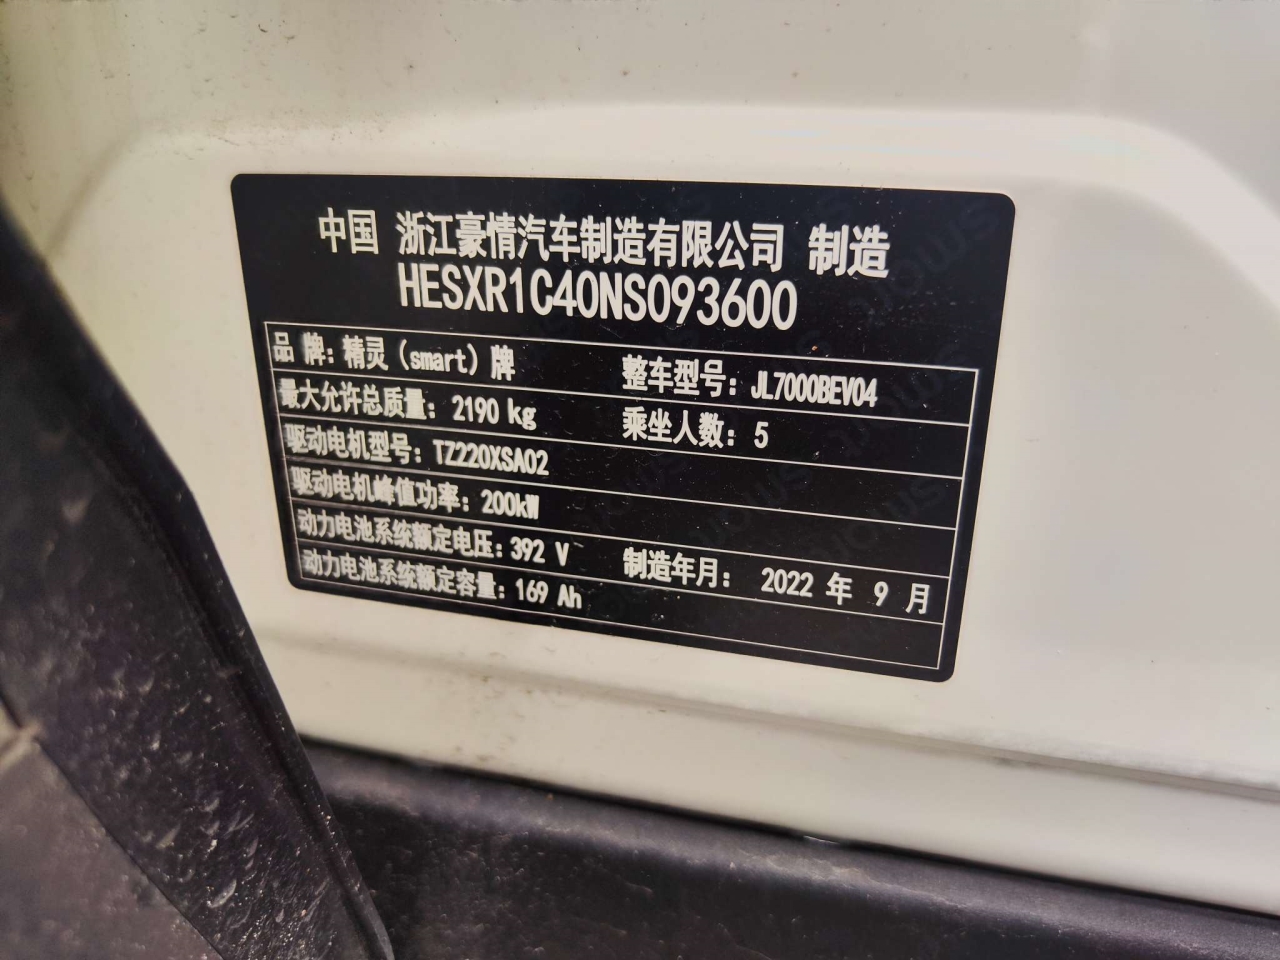 中国 浙江豪情汽车制造有限公司 制造
HESXR1C40NS093600
品 牌: 精灵(smart)牌 整车型号: JL7000BEV04
最大允许总质量: 2190 kg 乘坐人数: 5
驱动电机型号: TZ220XSA02
驱动电机峰值功率: 200kW
动力电池系统额定电压: 392 V 制造年月: 2022 年 9 月
动力电池系统额定容量: 169 Ah